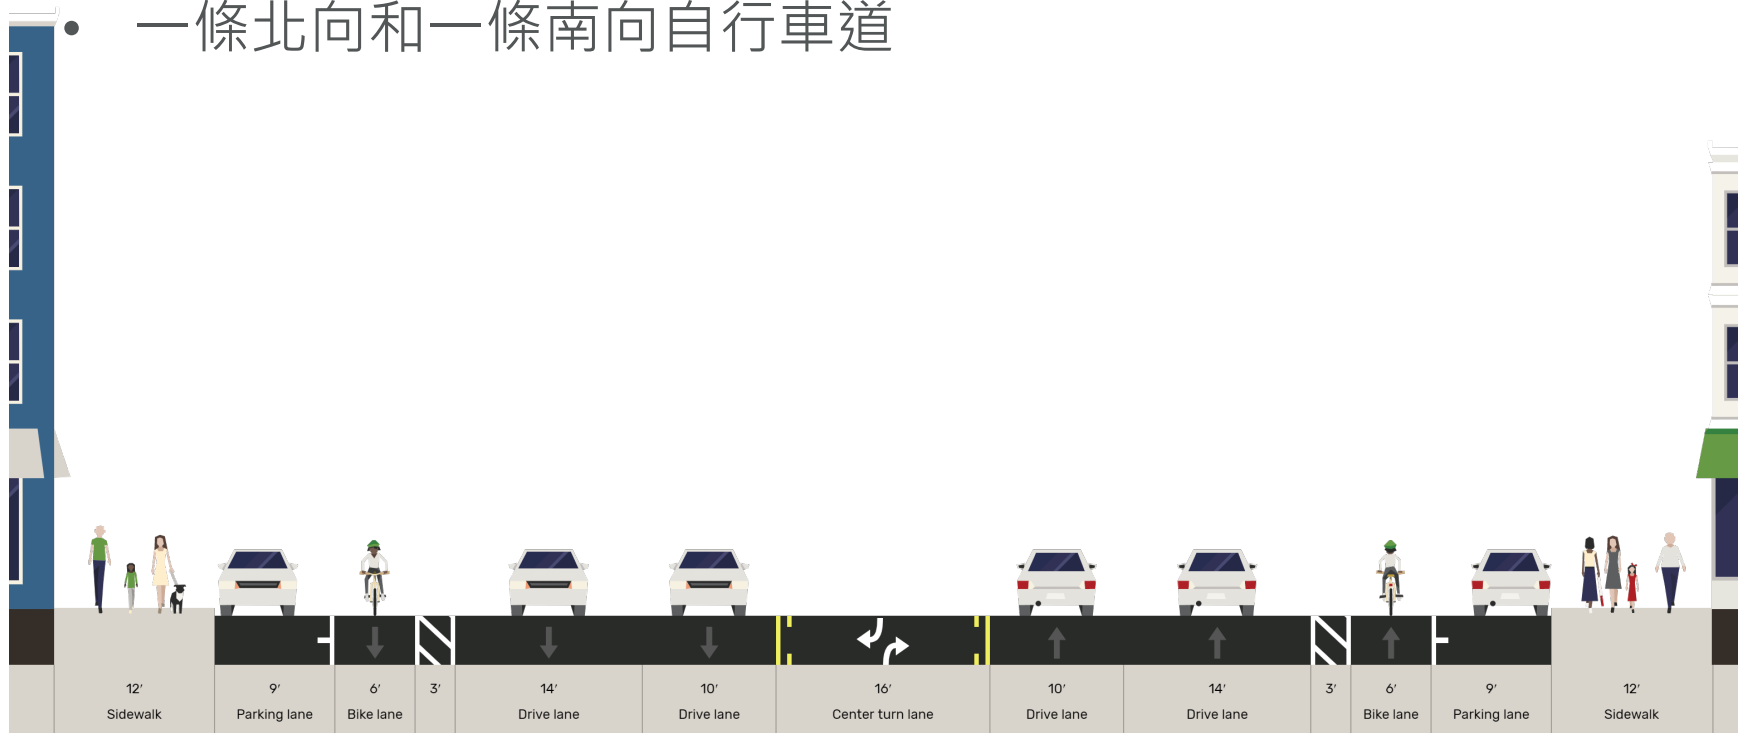 • 一條北向和一條南向自行車道
12′ 9′ 6′ 3′ 14′ 10′ 16′ 10′ 14′ 3′ 6′ 9′ 12′
Sidewalk Parking lane Bike lane Drive lane Drive lane Center turn lane Drive lane Drive lane Bike lane Parking lane Sidewalk